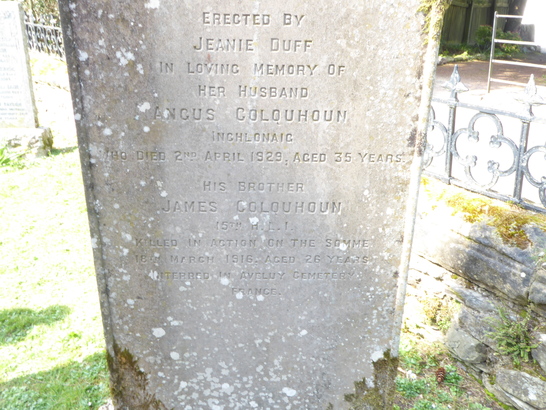 ERECTED BY
JEANIE DUFF
IN LOVING MEMORY OF
HER HUSBAND
ANGUS COLQUHOUN
INCHLONAIG
WHO DIED 2ND APRIL 1929, AGED 35 YEARS.
HIS BROTHER
JAMES COLQUHOUN
15TH H.L.I.
KILLED IN ACTION ON THE SOMME
18TH MARCH 1916. AGED 26 YEARS
INTERRED IN AVELUY CEMETERY
FRANCE.